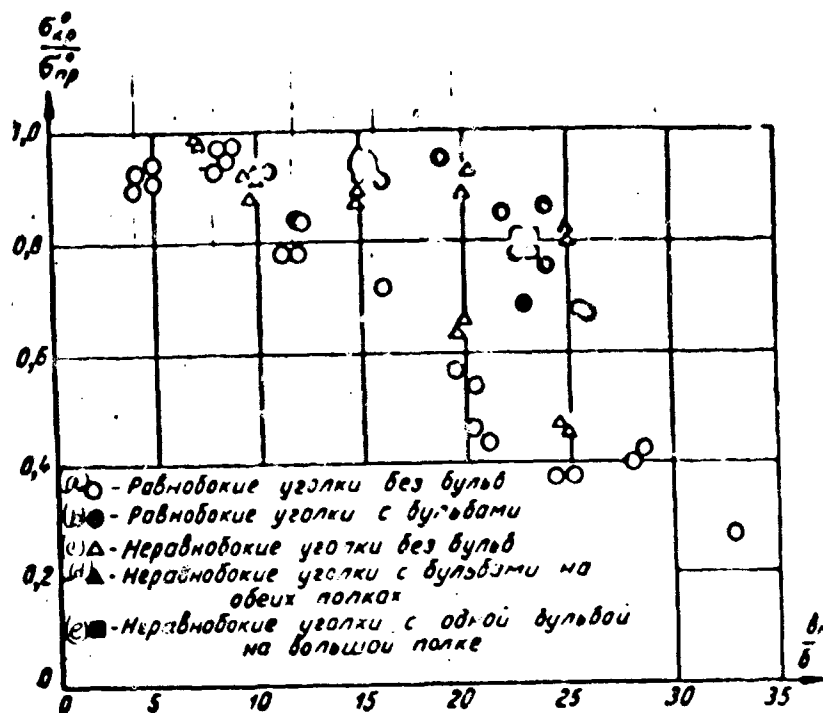 σ°кр
σ°пр
1,0
0,8
0,6
0,4
(a) ○ - Равнобокие уголки без бульб
(b) ● - Равнобокие уголки с бульбами
(c) △ - Неравнобокие уголки без бульб
(d) ▲ - Неравнобокие уголки с бульбами на
обеих полках
0,2
(e) ■ - Неравнобокие уголки с одной бульбой
на большой полке
0
0 5 10 15 20 25 30 35